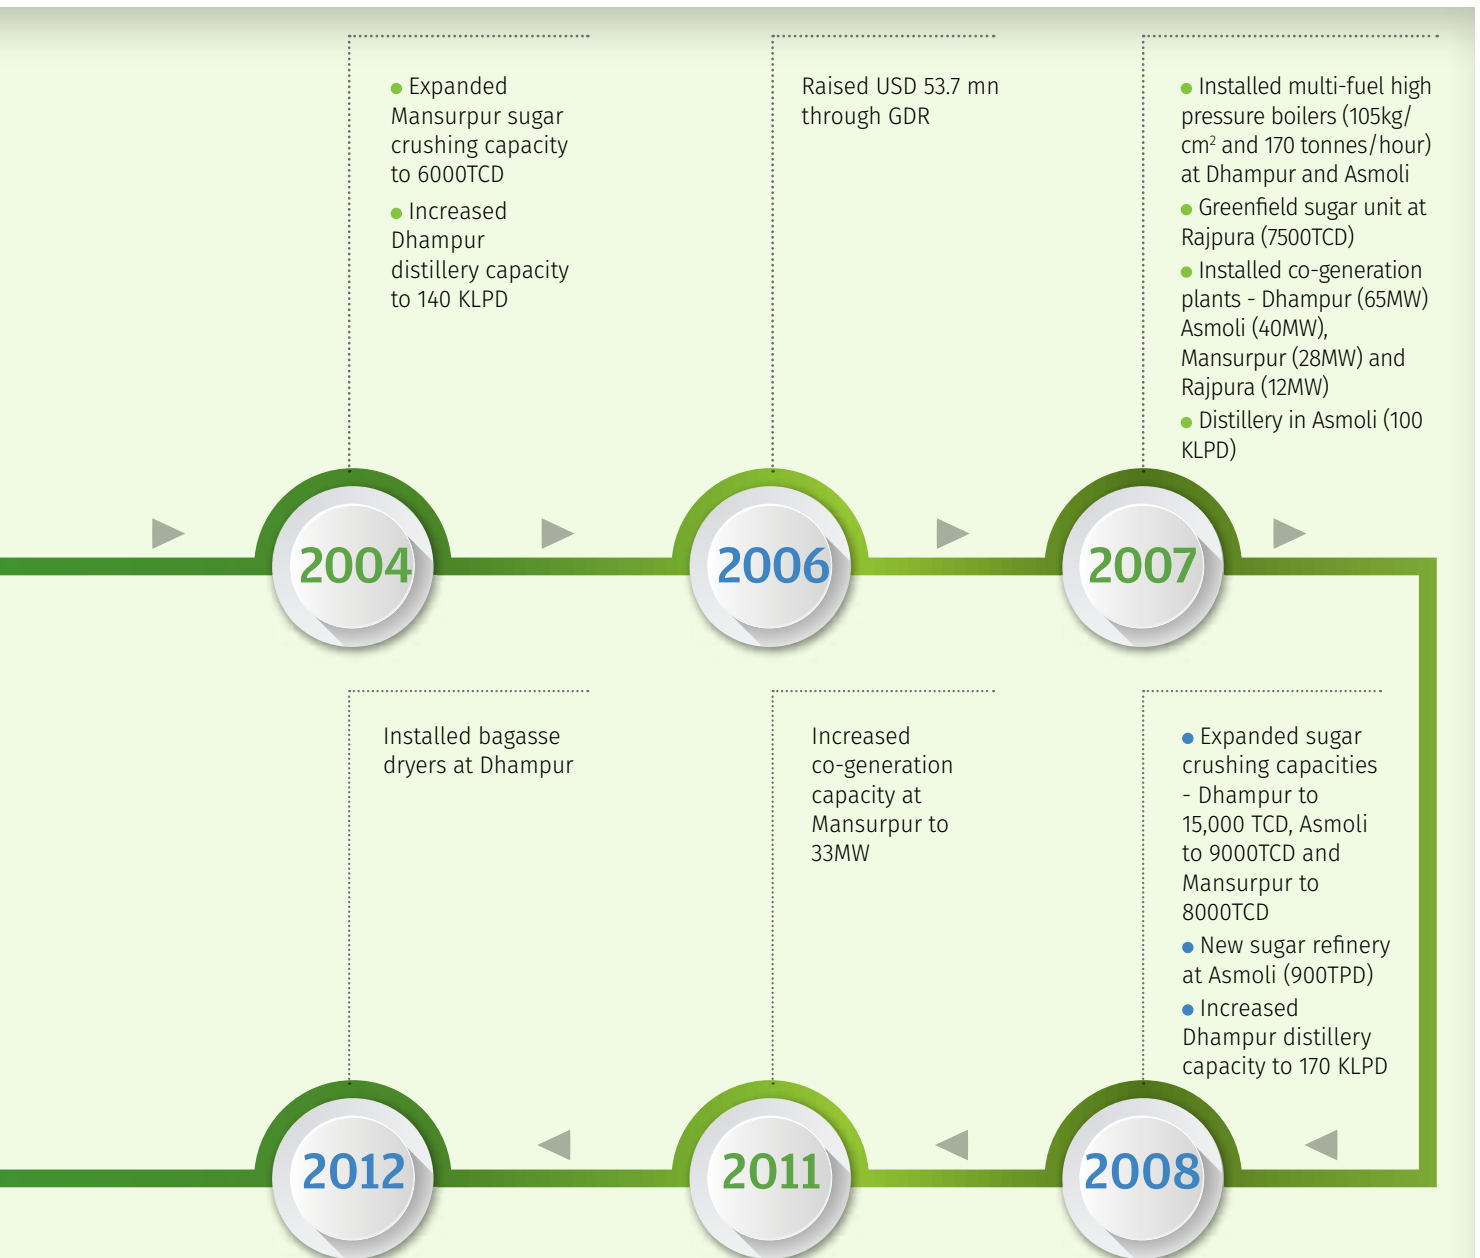 ● Expanded
Mansurpur sugar
crushing capacity
to 6000TCD
● Increased
Dhampur
distillery capacity
to 140 KLPD
2004
Raised USD 53.7 mn
through GDR
2006
● Installed multi-fuel high
pressure boilers (105kg/
cm² and 170 tonnes/hour)
at Dhampur and Asmoli
● Greenfield sugar unit at
Rajpura (7500TCD)
● Installed co-generation
plants - Dhampur (65MW)
Asmoli (40MW),
Mansurpur (28MW) and
Rajpura (12MW)
● Distillery in Asmoli (100
KLPD)
2007
● Expanded sugar
crushing capacities
- Dhampur to
15,000 TCD, Asmoli
to 9000TCD and
Mansurpur to
8000TCD
● New sugar refinery
at Asmoli (900TPD)
● Increased
Dhampur distillery
capacity to 170 KLPD
2008
Increased
co-generation
capacity at
Mansurpur to
33MW
2011
Installed bagasse
dryers at Dhampur
2012